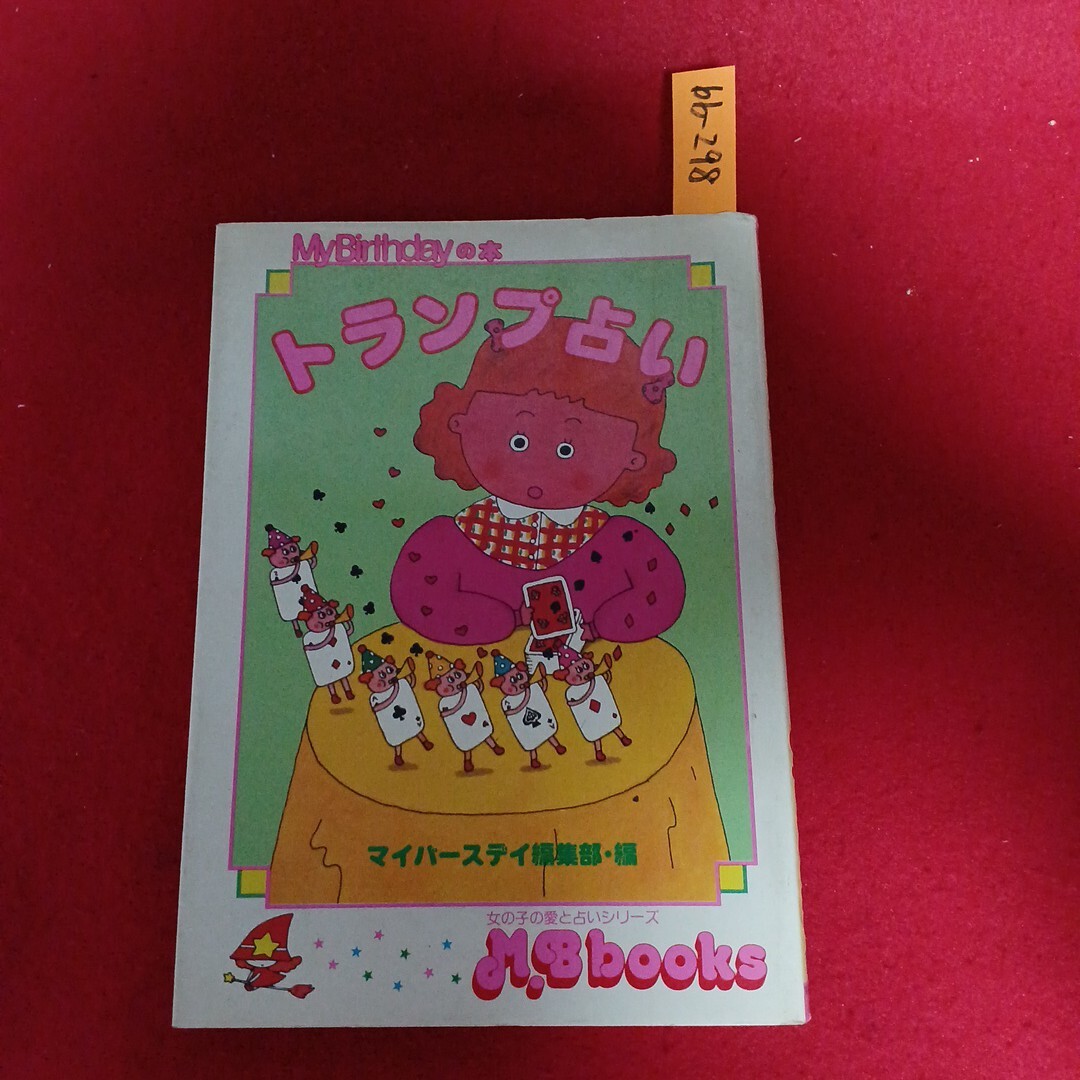 bb-298
My Birthdayの本
トランプ占い
マイバースデイ編集部・編
女の子の愛と占いシリーズ
M.B books